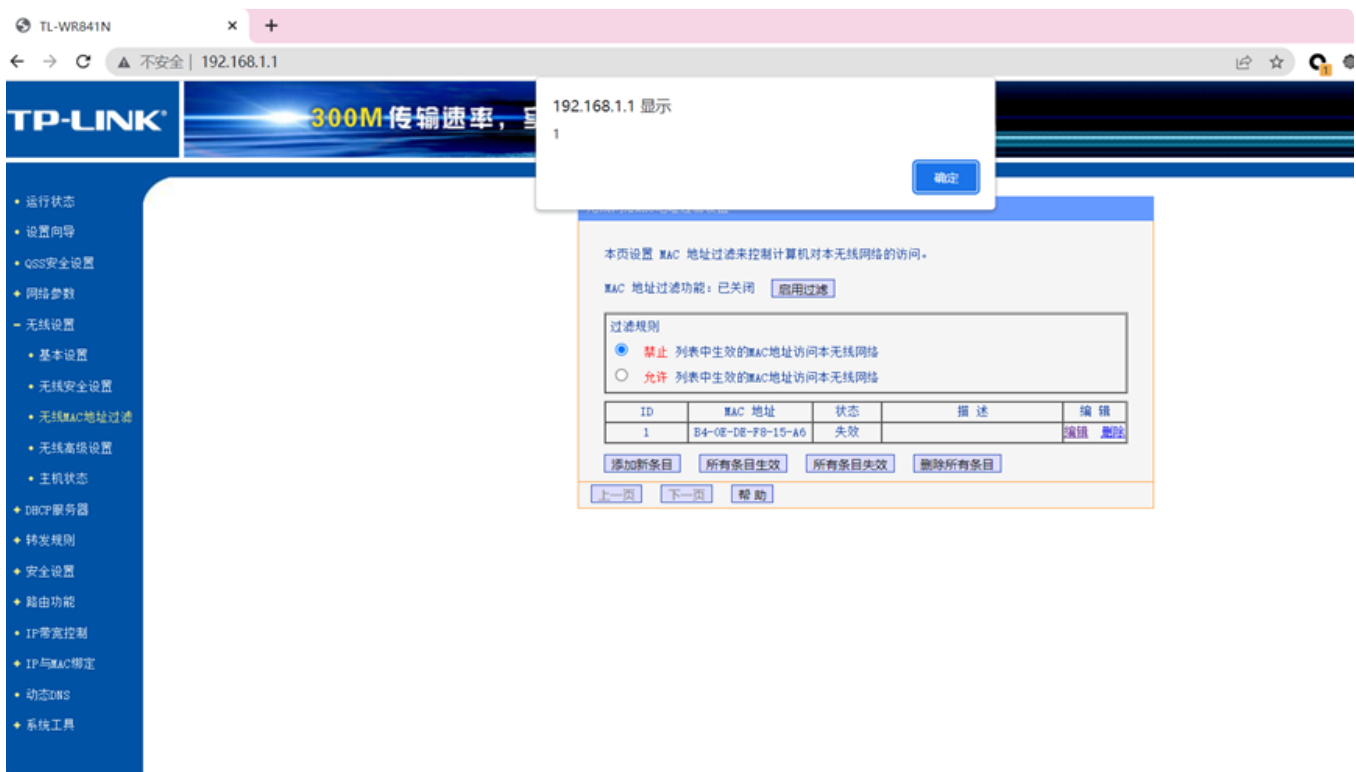 TL-WR841N
不安全 | 192.168.1.1
1
TP-LINK
300M 传输速率，
192.168.1.1 显示
1
确定
运行状态
设置向导
QSS安全设置
网络参数
无线设置
基本设置
无线安全设置
无线MAC地址过滤
无线高级设置
主机状态
DHCP服务器
转发规则
安全设置
路由功能
IP带宽控制
IP与MAC绑定
动态DNS
系统工具
本页设置 MAC 地址过滤来控制计算机对本无线网络的访问。
MAC 地址过滤功能：已关闭 启用过滤
过滤规则
禁止 列表中生效的MAC地址访问本无线网络
允许 列表中生效的MAC地址访问本无线网络
ID MAC 地址 状态 描 述 编 辑
1 B4-0E-DE-F8-15-A6 失效 编辑 删除
添加新条目 所有条目生效 所有条目失效 删除所有条目
上一页 下一页 帮 助